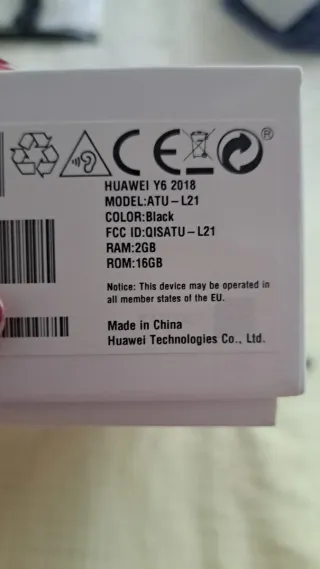 ®
HUAWEI Y6 2018
MODEL:ATU-L21
COLOR:Black
FCC ID:QISATU-L21
RAM:2GB
ROM:16GB
Notice: This device may be operated in
all member states of the EU.
Made in China
Huawei Technologies Co., Ltd.